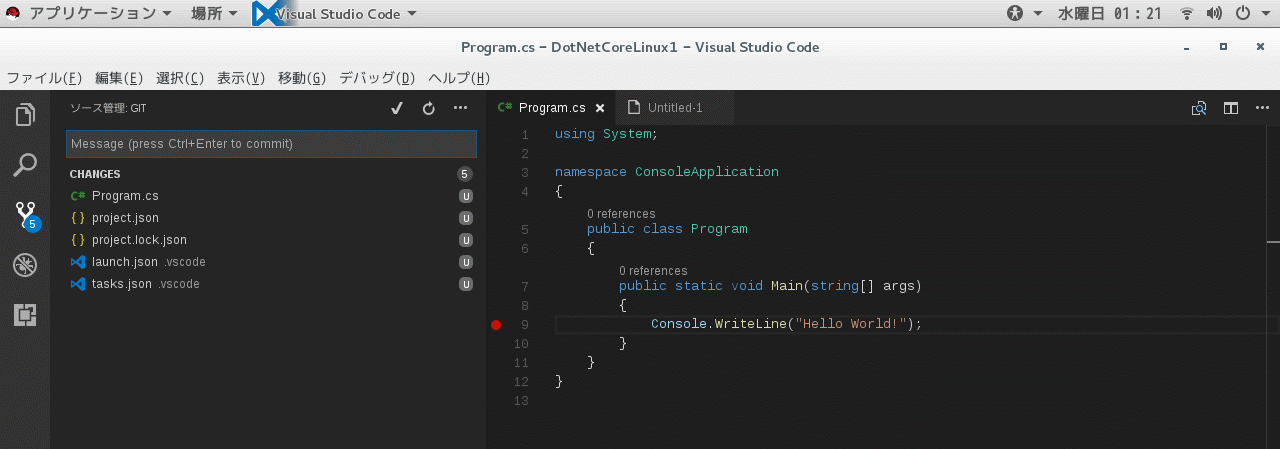 アプリケーション 場所 Visual Studio Code 水曜日 01：21
Program.cs - DotNetCoreLinux1 - Visual Studio Code
ファイル(F) 編集(E) 選択(C) 表示(V) 移動(G) デバッグ(D) ヘルプ(H)
ソース管理: GIT
Message (press Ctrl+Enter to commit)
CHANGES 5
C# Program.cs U
{ } project.json U
{ } project.lock.json U
launch.json .vscode U
tasks.json .vscode U
5
C# Program.cs Untitled-1
1 using System;
2
3 namespace ConsoleApplication
4 {
0 references
5 public class Program
6 {
0 references
7 public static void Main(string[] args)
8 {
9 Console.WriteLine("Hello World!");
10 }
11 }
12 }
13